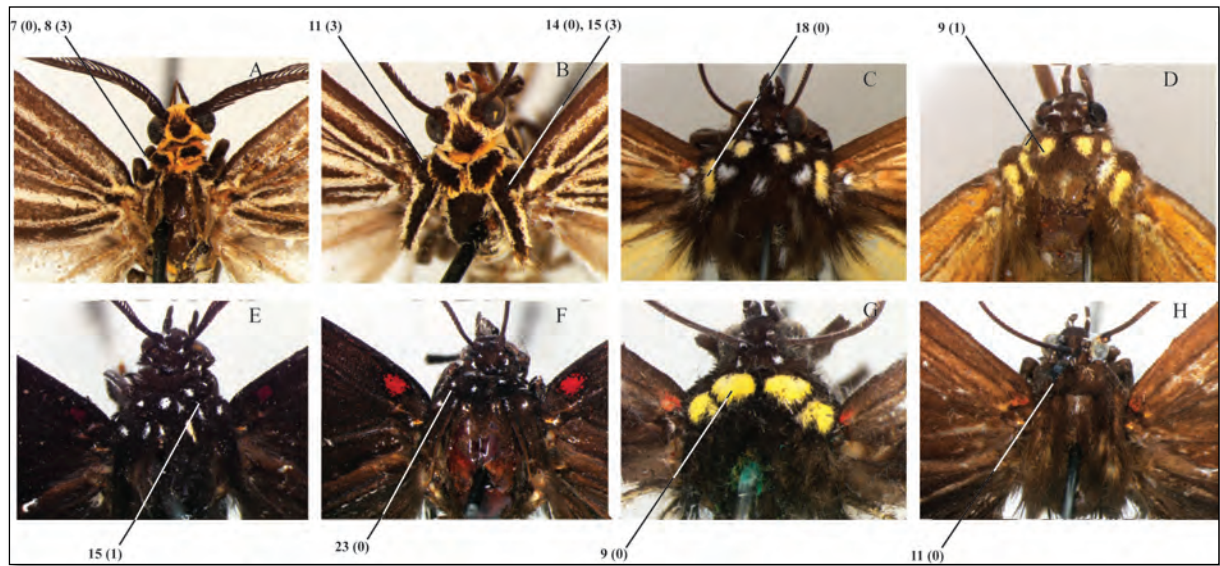 7 (0), 8 (3)
11 (3)
14 (0), 15 (3)
18 (0)
9 (1)
A
B
C
D
E
F
G
H
15 (1)
23 (0)
9 (0)
11 (0)